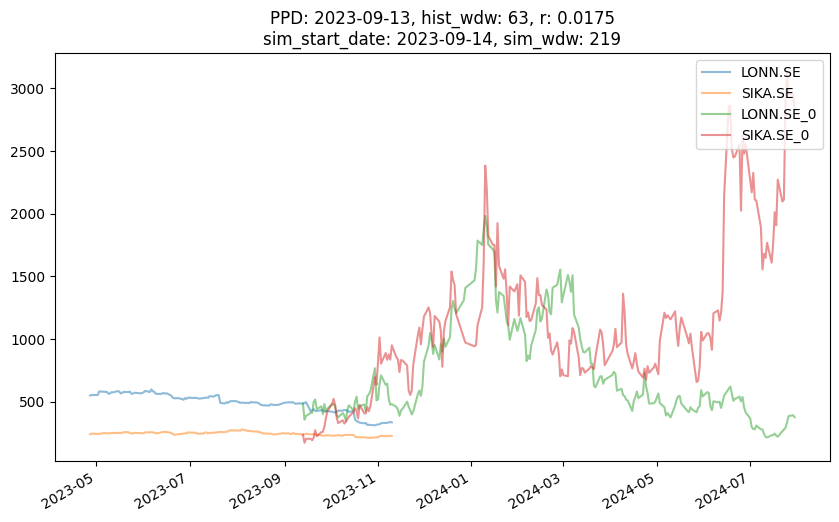 PPD: 2023-09-13, hist_wdw: 63, r: 0.0175
sim_start_date: 2023-09-14, sim_wdw: 219
LONN.SE
SIKA.SE
LONN.SE_0
SIKA.SE_0
3000
2500
2000
1500
1000
500
2023-05
2023-07
2023-09
2023-11
2024-01
2024-03
2024-05
2024-07